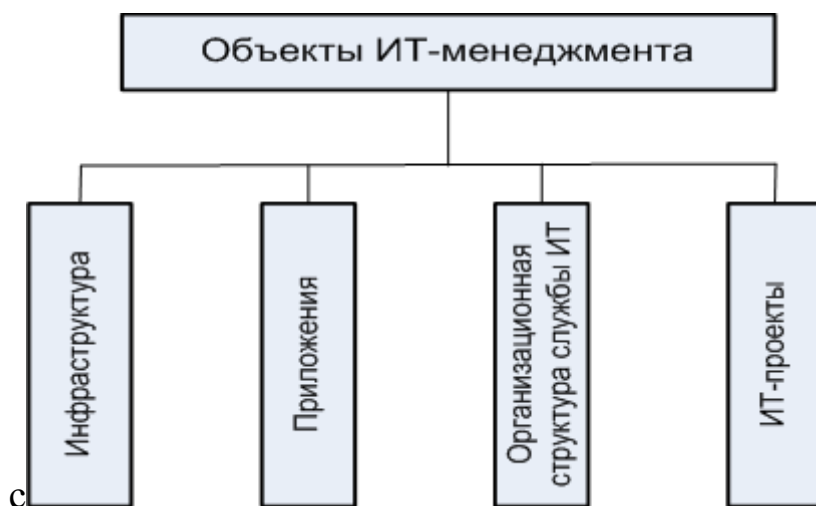 Объекты ИТ-менеджмента
Инфраструктура
Приложения
Организационная
структура службы ИТ
ИТ-проекты
с